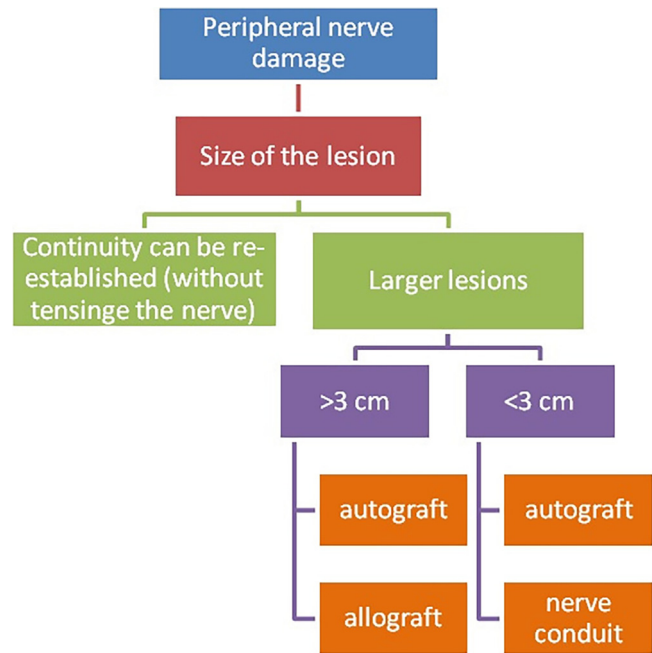 Peripheral nerve
damage
Size of the lesion
Continuity can be re-
established (without
tensinge the nerve)
Larger lesions
>3 cm
<3 cm
autograft
allograft
autograft
nerve
conduit